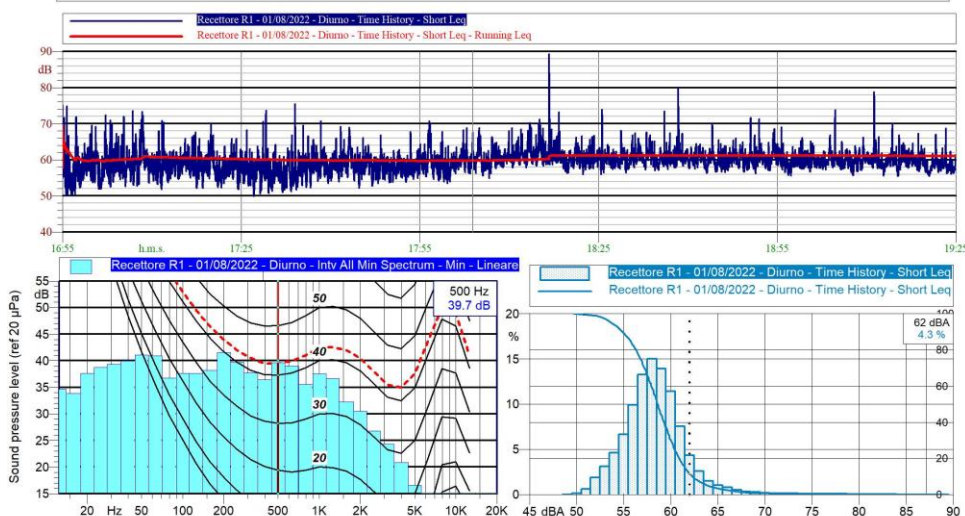 Recettore R1 - 01/08/2022 - Diurno - Time History - Short Leq
Recettore R1 - 01/08/2022 - Diurno - Time History - Short Leq - Running Leq
90
dB
80
70
60
50
40
16:55 h.m.s. 17:25 17:55 18:25 18:55 19:25
Recettore R1 - 01/08/2022 - Diurno - Intv All Min Spectrum - Min - Lineare
55
dB
50
45
40
35
30
25
20
15
Sound pressure level (ref 20 µPa)
500 Hz
39.7 dB
50
40
30
20
20 Hz 50 100 200 500 1K 2K 5K 10K 20K
Recettore R1 - 01/08/2022 - Diurno - Time History - Short Leq
Recettore R1 - 01/08/2022 - Diurno - Time History - Short Leq
20
%
15
10
5
0
62 dBA
4.3 %
100
80
60
40
20
0
45 dBA 50 55 60 65 70 75 80 85 90